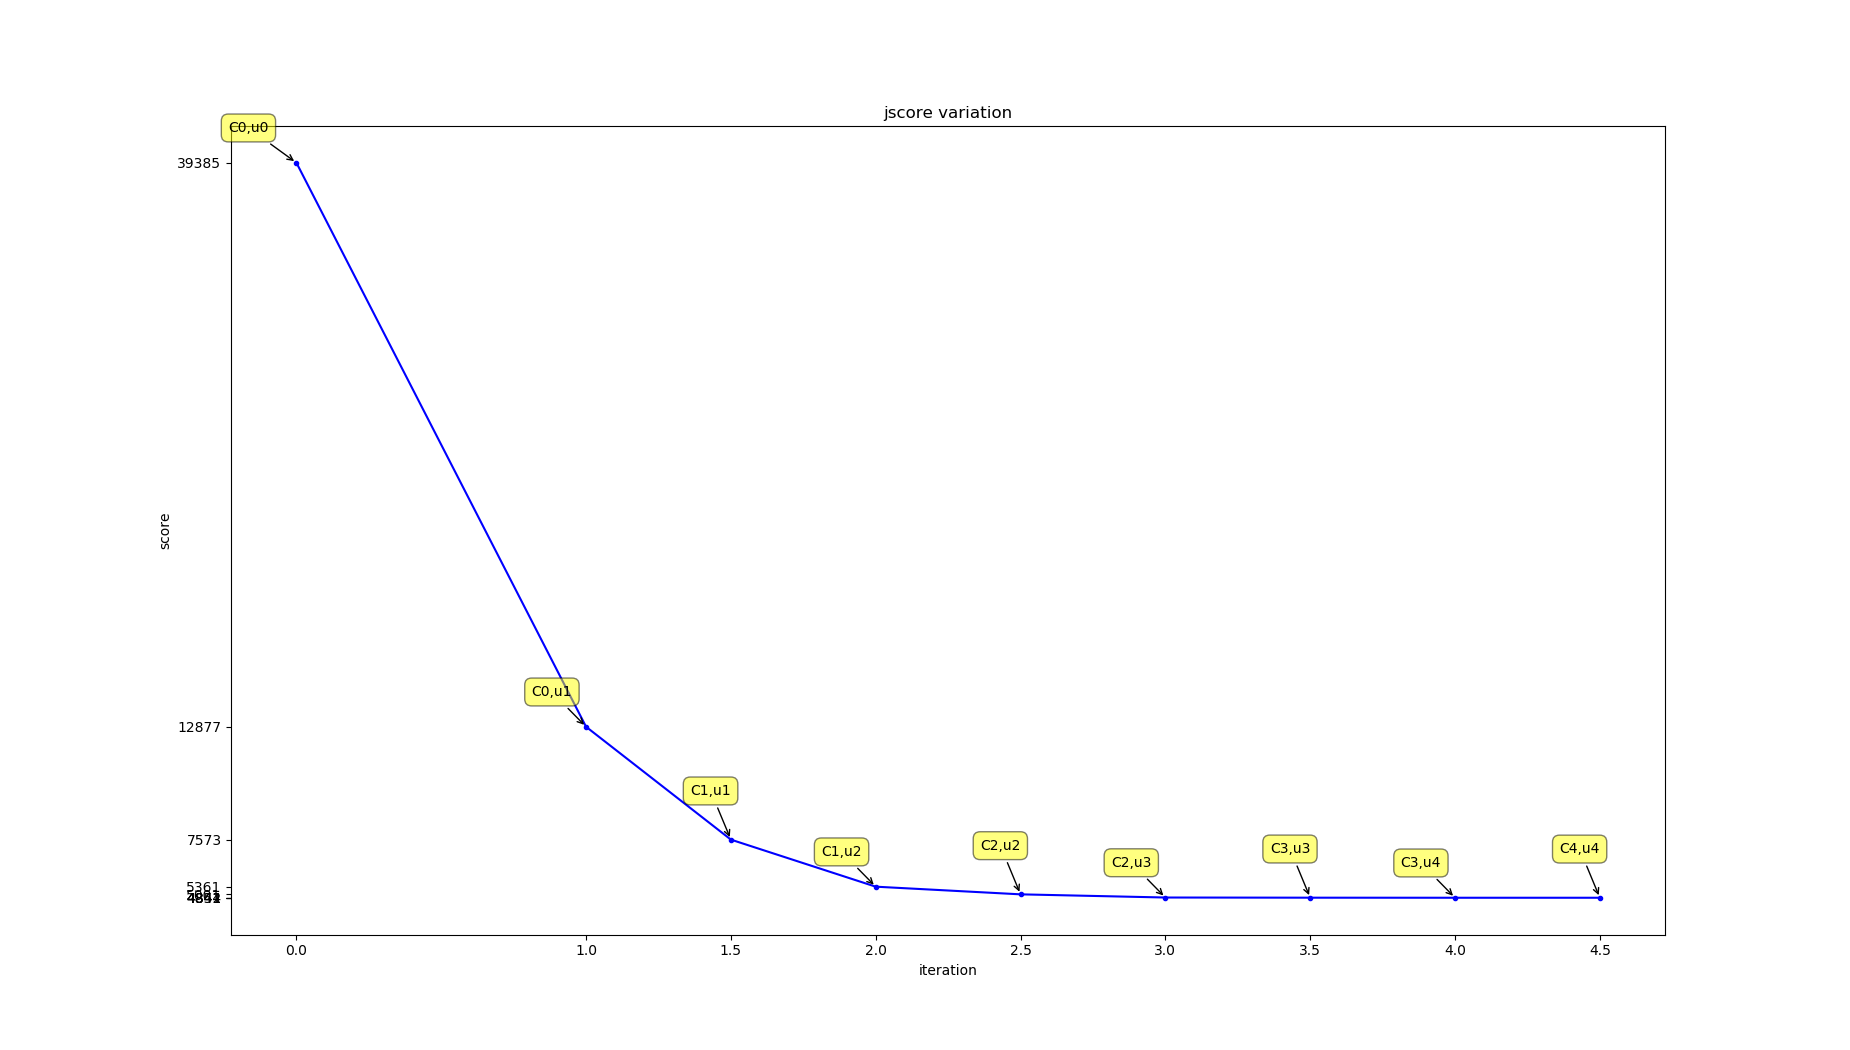 jscore variation
C0,u0
39385
score
C0,u1
12877
C1,u1
7573
C1,u2
C2,u2
C2,u3
C3,u3
C3,u4
C4,u4
5361
0.0 1.0 1.5 2.0 2.5 3.0 3.5 4.0 4.5
iteration